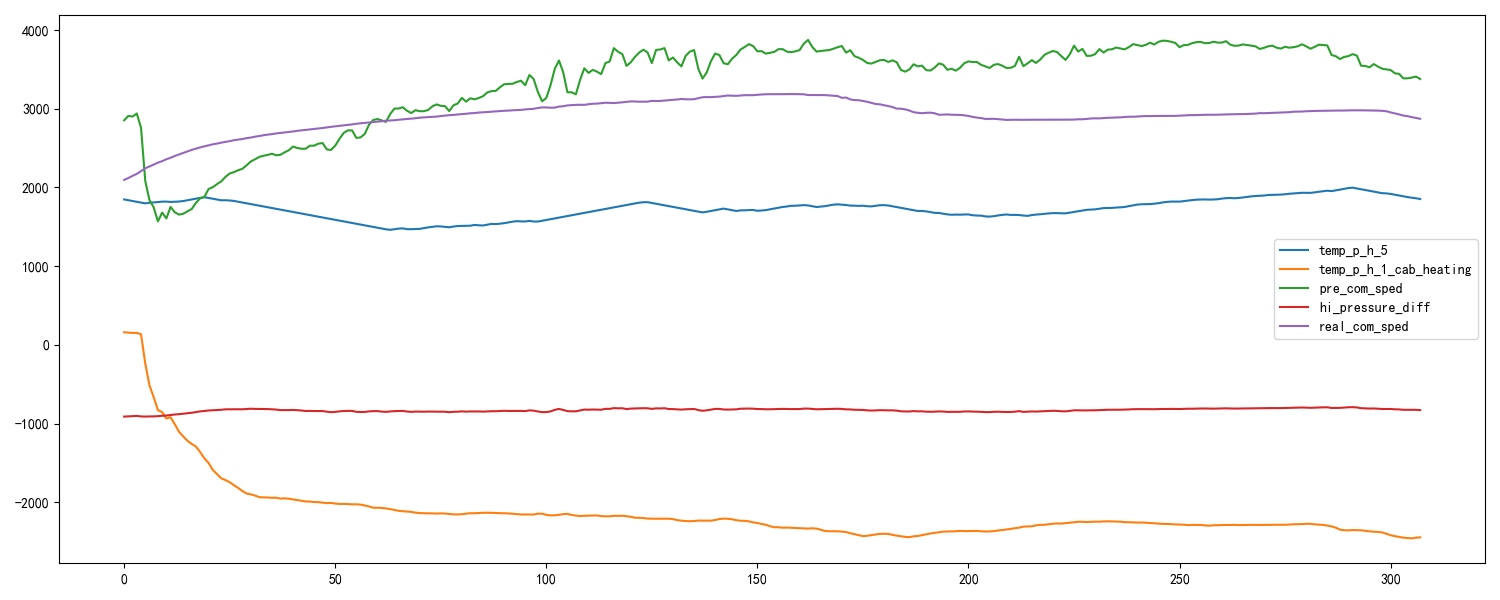 4000
3000
2000
1000
0
−1000
−2000
temp_p_h_5
temp_p_h_1_cab_heating
pre_com_sped
hi_pressure_diff
real_com_sped
0 50 100 150 200 250 300